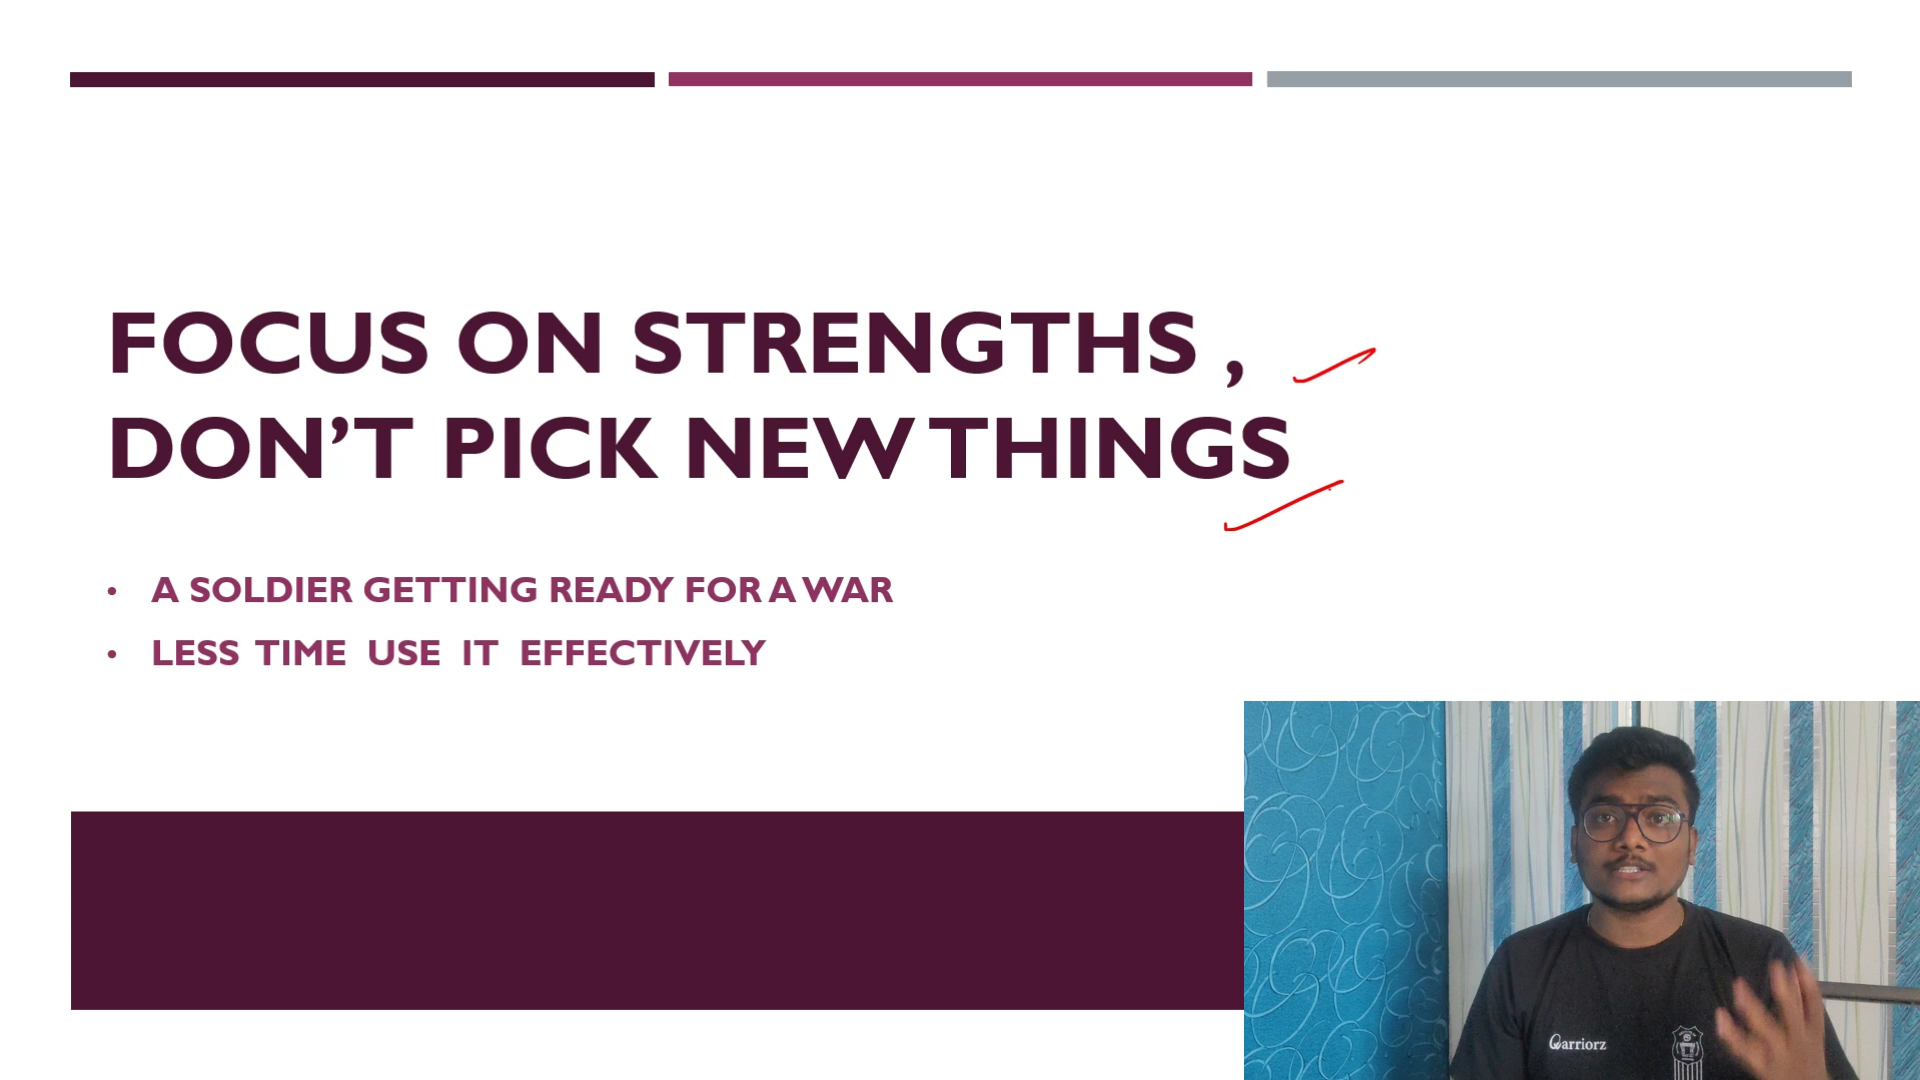 FOCUS ON STRENGTHS ,
DON’T PICK NEW THINGS
• A SOLDIER GETTING READY FOR A WAR
• LESS TIME USE IT EFFECTIVELY
Qarriorz